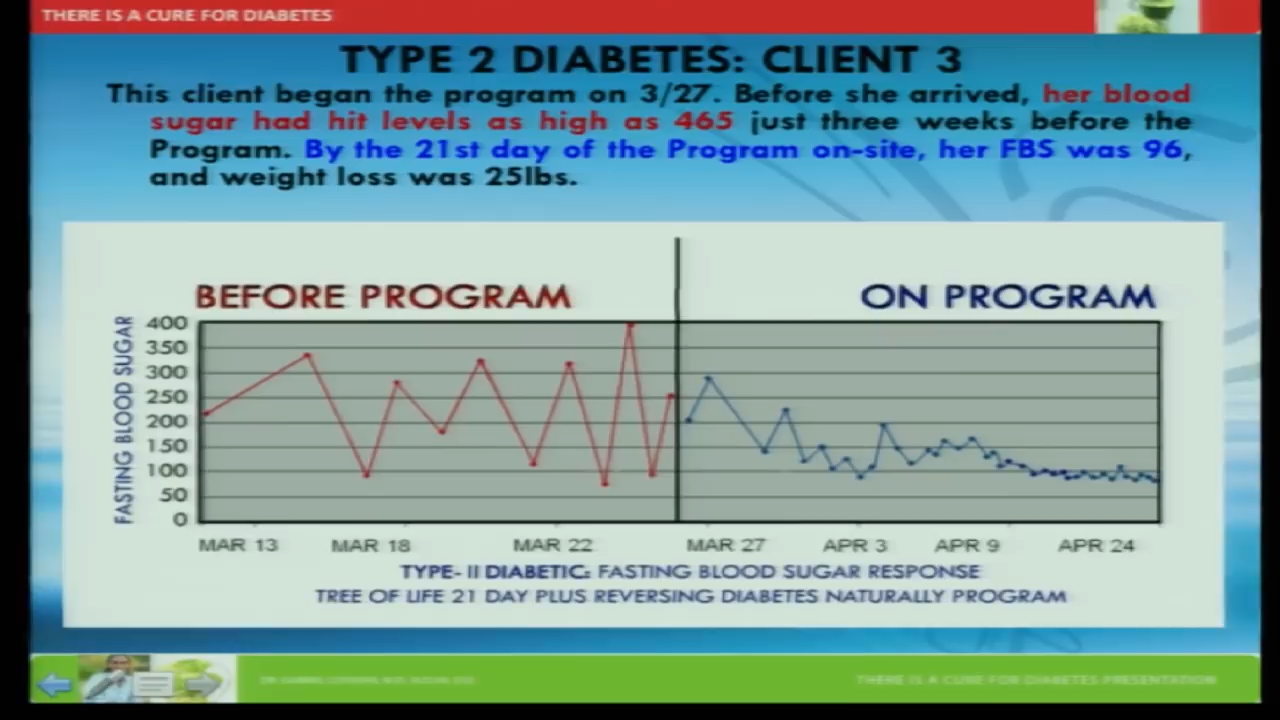 THERE IS A CURE FOR DIABETES
TYPE 2 DIABETES: CLIENT 3
This client began the program on 3/27. Before she arrived, her blood
sugar had hit levels as high as 465 just three weeks before the
Program. By the 21st day of the Program on-site, her FBS was 96,
and weight loss was 25lbs.
BEFORE PROGRAM
ON PROGRAM
FASTING BLOOD SUGAR
400
350
300
250
200
150
100
50
0
MAR 13 MAR 18 MAR 22 MAR 27 APR 3 APR 9 APR 24
TYPE- II DIABETIC: FASTING BLOOD SUGAR RESPONSE
TREE OF LIFE 21 DAY PLUS REVERSING DIABETES NATURALLY PROGRAM
THERE IS A CURE FOR DIABETES PRESENTATION